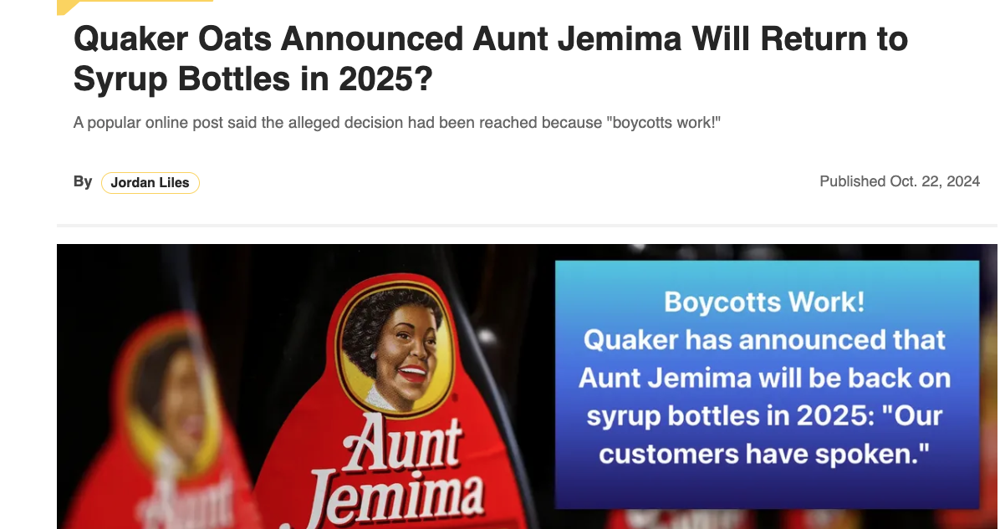 Quaker Oats Announced Aunt Jemima Will Return to
Syrup Bottles in 2025?
A popular online post said the alleged decision had been reached because "boycotts work!"
By Jordan Liles
Published Oct. 22, 2024
Boycotts Work!
Quaker has announced that
Aunt Jemima will be back on
syrup bottles in 2025: "Our
customers have spoken."
Aunt
Jemima
Aunt